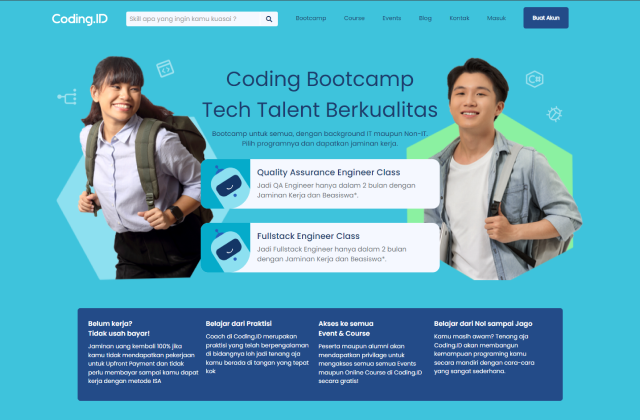 Coding.ID
Skill apa yang ingin kamu kuasai ?
Bootcamp
Course
Events
Blog
Kontak
Masuk
Buat Akun
Coding Bootcamp
Tech Talent Berkualitas
Bootcamp untuk semua, dengan background IT maupun Non-IT.
Pilih programnya dan dapatkan jaminan kerja.
Quality Assurance Engineer Class
Jadi QA Engineer hanya dalam 2 bulan dengan
Jaminan Kerja dan Beasiswa*.
Fullstack Engineer Class
Jadi Fullstack Engineer hanya dalam 2 bulan
dengan Jaminan Kerja dan Beasiswa*.
Belum kerja?
Tidak usah bayar!
Jaminan uang kembali 100% jika
kamu tidak mendapatkan pekerjaan
untuk Upfront Payment dan tidak
perlu membayar sampai kamu dapat
kerja dengan metode ISA
Belajar dari Praktisi
Coach di Coding.ID merupakan
praktisi yang telah berpengalaman
di bidangnya loh jadi tenang aja
kamu berada di tangan yang tepat
kok
Akses ke semua
Event & Course
Peserta maupun alumni akan
mendapatkan privilage untuk
mengakses semua semua Events
maupun Online Course di Coding.ID
secara gratis!
Belajar dari Nol sampai Jago
Kamu masih awam? Tenang aja
Coding.ID akan membangun
kemampuan programing kamu
secara mandiri dengan cara-cara
yang sangat sederhana.